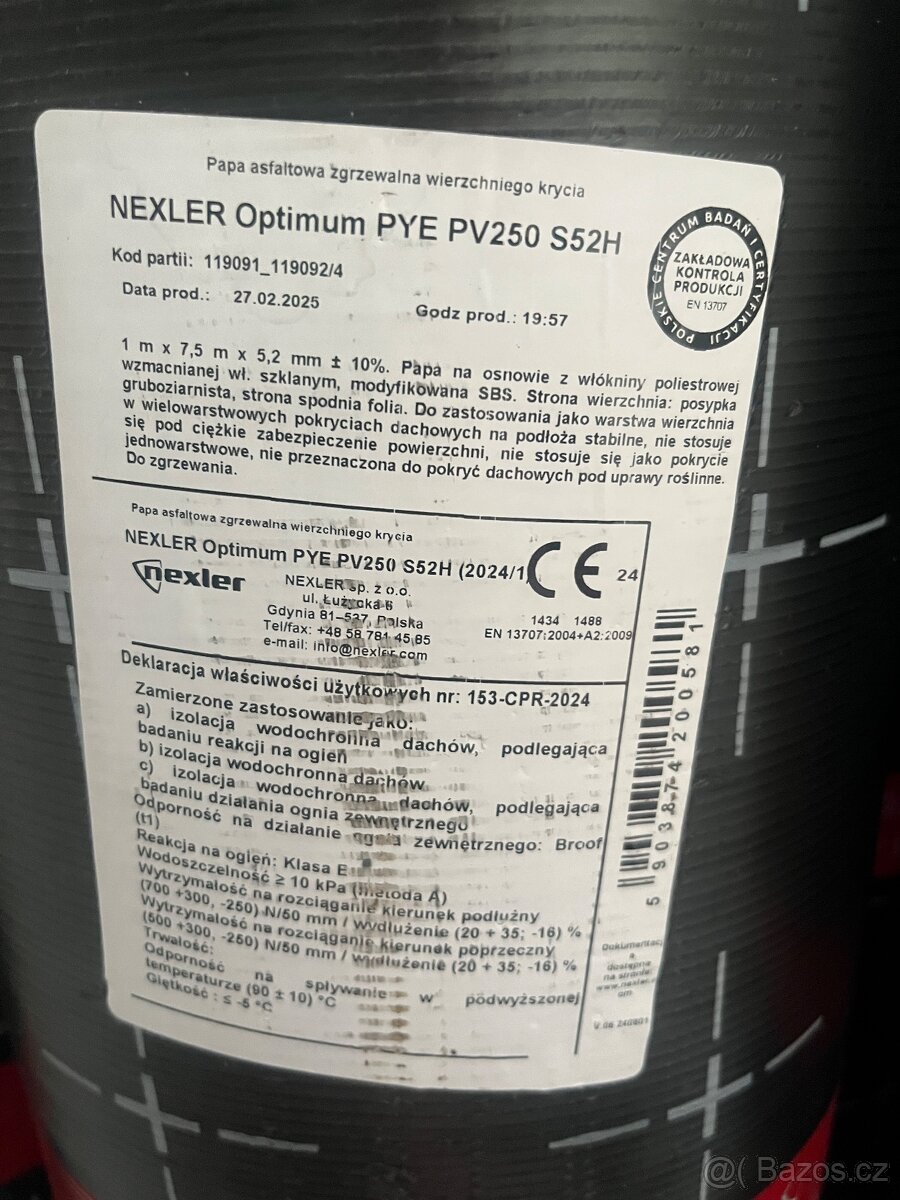 Papa asfaltowa zgrzewalna wierzchniego krycia
NEXLER Optimum PYE PV250 S52H
Kod partii: 119091_119092/4
Data prod.: 27.02.2025
Godz prod.: 19:57
POLSKIE CENTRUM BADAŃ I CERTYFIKACJI
ZAKŁADOWA
KONTROLA
PRODUKCJI
EN 13707
1 m x 7,5 m x 5,2 mm ± 10%. Papa na osnowie z włókniny poliestrowej
wzmacnianej wł. szklanym, modyfikowana SBS. Strona wierzchnia: posypka
gruboziarnista, strona spodnia folia. Do zastosowania jako warstwa wierzchnia
w wielowarstwowych pokryciach dachowych na podłoża stabilne, nie stosuje
się pod ciężkie zabezpieczenie powierzchni, nie stosuje się jako pokrycie
jednowarstwowe, nie przeznaczona do pokryć dachowych pod uprawy roślinne.
Do zgrzewania.
Papa asfaltowa zgrzewalna wierzchniego krycia
NEXLER Optimum PYE PV250 S52H (2024/1)
CE 24
nexler
NEXLER sp. z o.o.
ul. Łużycka 6
Gdynia 81-537, Polska
Tel/fax: +48 58 781 45 85
e-mail: info@nexler.com
1434 1488
EN 13707:2004+A2:2009
Deklaracja właściwości użytkowych nr: 153-CPR-2024
Zamierzone zastosowanie jako:
a) izolacja wodochronna dachów, podlegająca
badaniu reakcji na ogień
b) izolacja wodochronna dachów
c) izolacja wodochronna dachów, podlegająca
badaniu działania ognia zewnętrznego
Odporność na działanie ognia zewnętrznego: Broof
(t1)
Reakcja na ogień: Klasa E
Wodoszczelność ≥ 10 kPa (metoda A)
Wytrzymałość na rozciąganie kierunek podłużny
(700 +300, -250) N/50 mm / wydłużenie (20 + 35; -16) %
Wytrzymałość na rozciąganie kierunek poprzeczny
(500 +300, -250) N/50 mm / wydłużenie (20 + 35; -16) %
Trwałość:
Odporność na spływanie w podwyższonej
temperaturze (90 ± 10) °C
Giętkość : ≤ -5 °C
5 903874 200581
Dokumentacj
a
dostępna
na stronie:
www.nexler.c
om
@( Bazos.cz